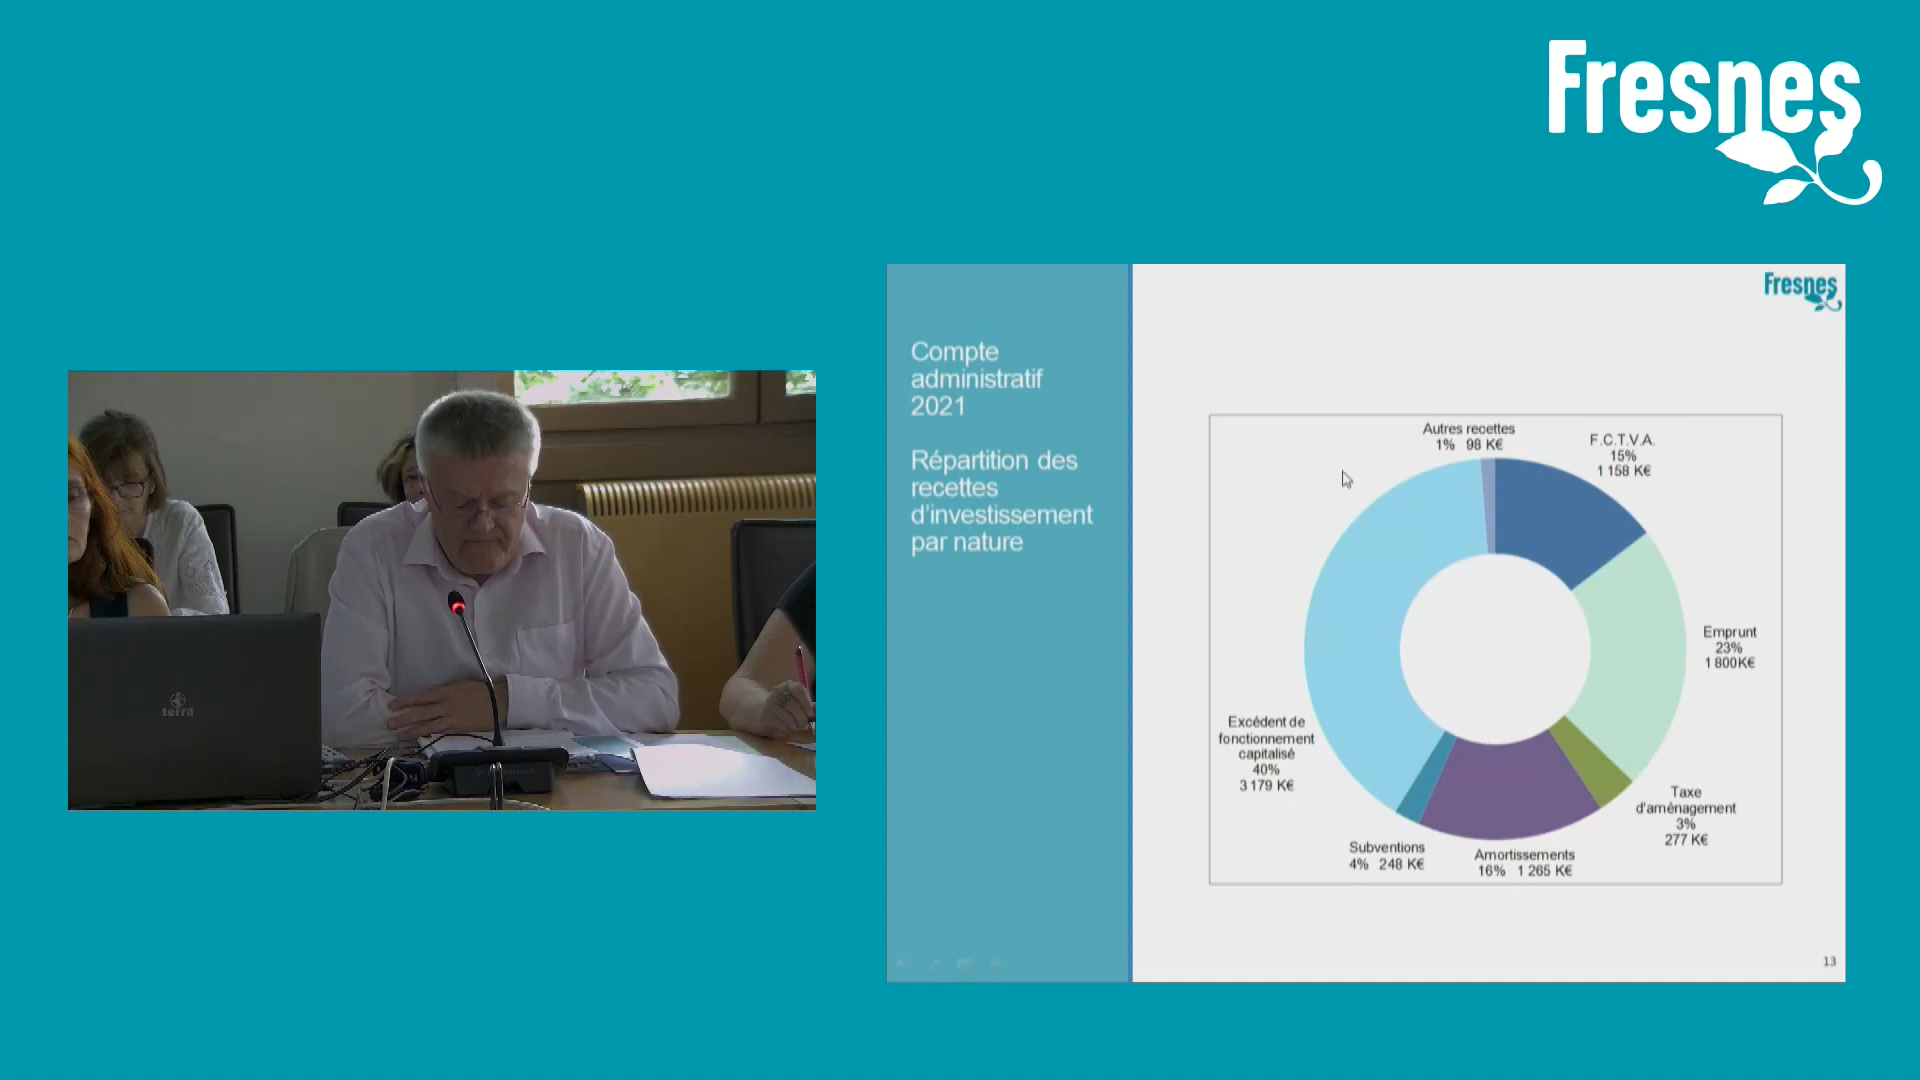 Fresnes
Fresnes
Compte
administratif
2021
Répartition des
recettes
d'investissement
par nature
Autres recettes
1% 98 K€
F.C.T.V.A.
15%
1 158 K€
Emprunt
23%
1 800K€
Taxe
d'aménagement
3%
277 K€
Amortissements
16% 1 265 K€
Subventions
4% 248 K€
Excédent de
fonctionnement
capitalisé
40%
3 179 K€
terra
13